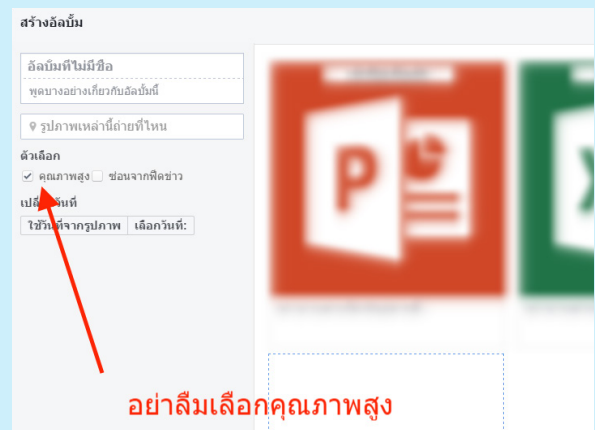 สร้างอัลบั้ม
อัลบัมที่ไม่มีชื่อ
พูดบางอย่างเกี่ยวกับอัลบั้มนี้
รูปภาพเหล่านี้ถ่ายที่ไหน
ตัวเลือก
คุณภาพสูง ซ่อนจากฟีดข่าว
วันที่
ใช้วันที่จากรูปภาพ เลือกวันที่:
อย่าลืมเลือกคุณภาพสูง